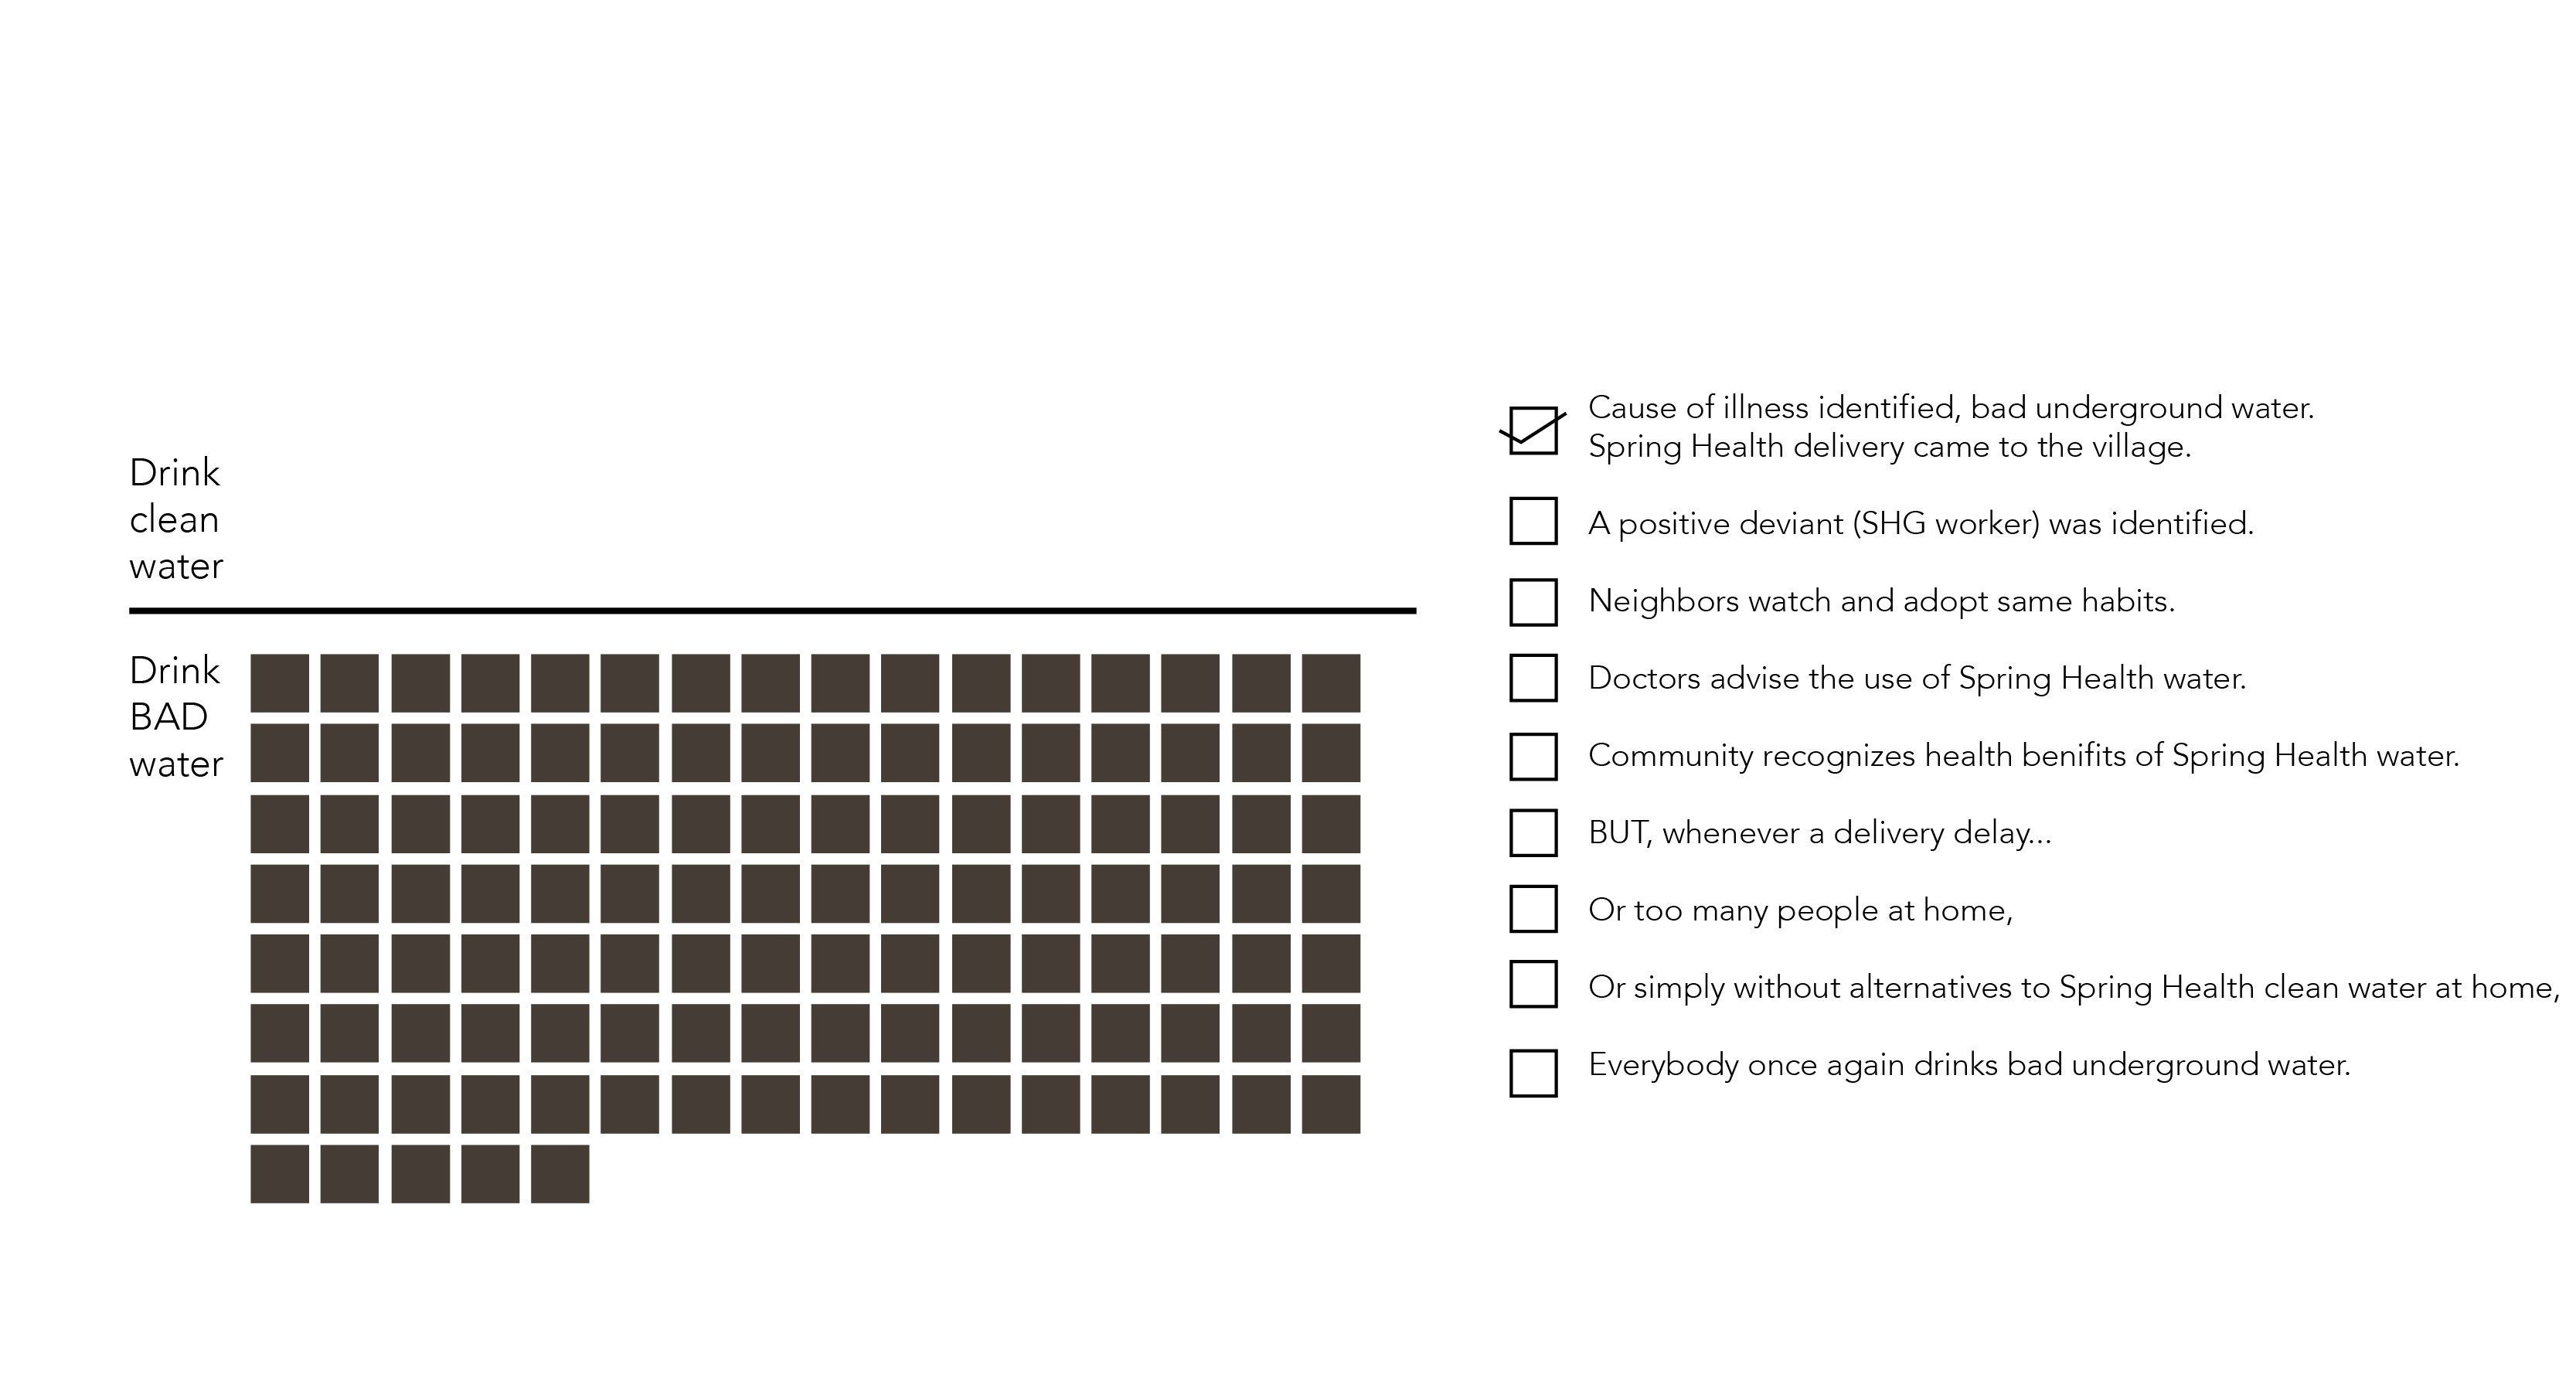 Drink
clean
water
Drink
BAD
water
Cause of illness identified, bad underground water.
Spring Health delivery came to the village.
A positive deviant (SHG worker) was identified.
Neighbors watch and adopt same habits.
Doctors advise the use of Spring Health water.
Community recognizes health benifits of Spring Health water.
BUT, whenever a delivery delay...
Or too many people at home,
Or simply without alternatives to Spring Health clean water at home,
Everybody once again drinks bad underground water.